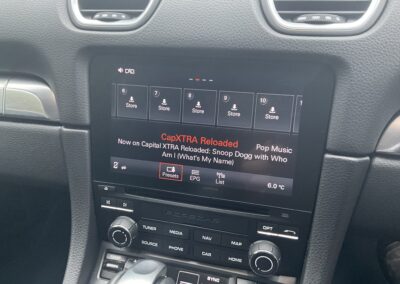 6 7 8 9 10
Store Store Store Store Store
CapXTRA Reloaded Pop Music
Now on Capital XTRA Reloaded: Snoop Dogg with Who
Am I (What's My Name)
Presets EPG List 6.0 °C
TUNER MEDIA NAV MAP OPT
SOURCE PHONE CAR HOME
SYNC